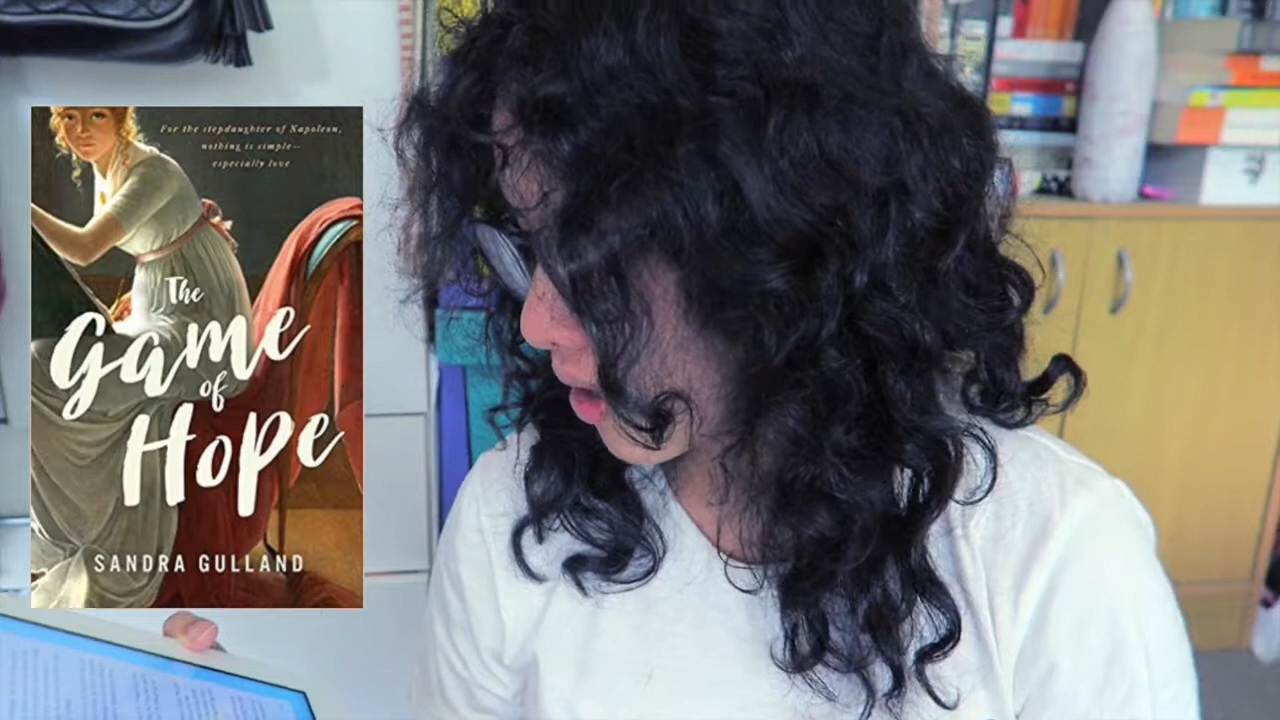 For the stepdaughter of Napoleon,
nothing is simple—
especially love
The
Game
of
Hope
SANDRA GULLAND